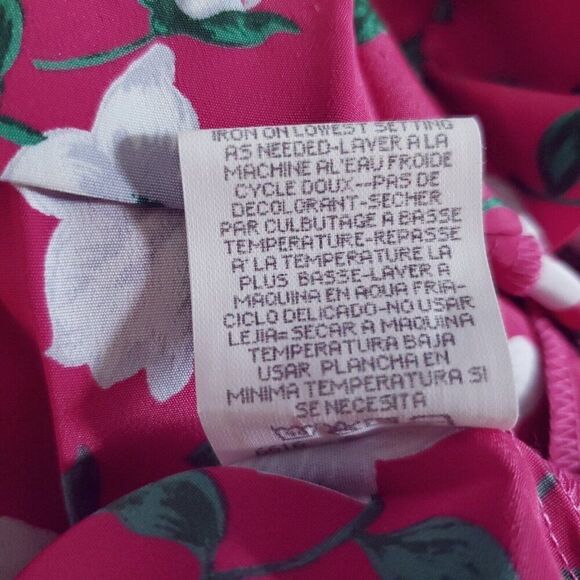 IRON ON LOWEST SETTING
AS NEEDED-LAVER A LA
MACHINE AL'EAU FROIDE
CYCLE DOUX--PAS DE
DECOLORANT-SECHER
PAR CULBUTAGE A BASSE
TEMPERATURE-REPASSE
A'LA TEMPERATURE LA
PLUS BASSE-LAVER A
MAQUINA EN AQUA FRIA-
CICLO DELICADO-NO USAR
LEJIA=SECAR A MAQUINA
TEMPERATURA BAJA
USAR PLANCHA EN
MINIMA TEMPERATURA SI
SE NECESITA